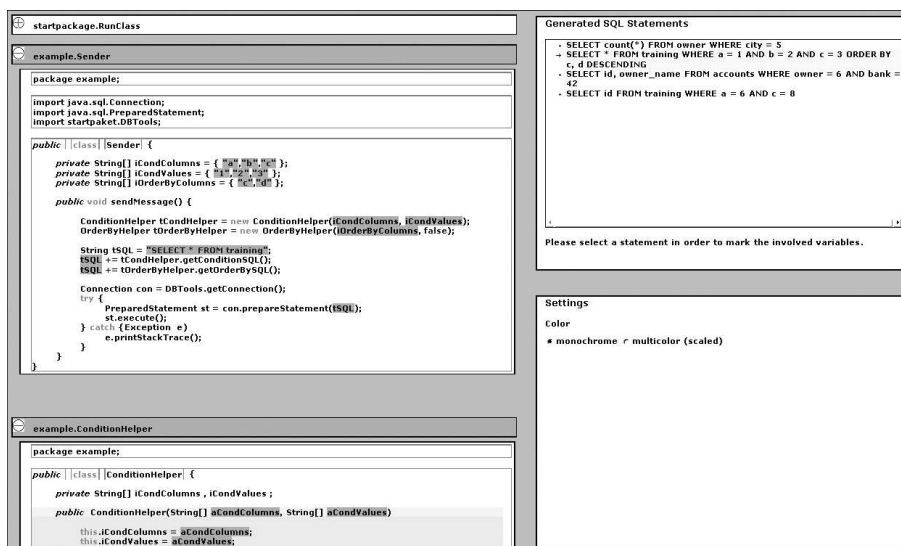 startpackage.RunClass
example.Sender
package example;
import java.sql.Connection;
import java.sql.PreparedStatement;
import startpaket.DBTools;
public class Sender {
private String[] iCondColumns = { "a","b","c" };
private String[] iCondValues = { "1","2","3" };
private String[] iOrderByColumns = { "c","d" };
public void sendMessage() {
ConditionHelper tCondHelper = new ConditionHelper(iCondColumns, iCondValues);
OrderByHelper tOrderByHelper = new OrderByHelper(iOrderByColumns, false);
String tSQL = "SELECT * FROM training";
tSQL += tCondHelper.getConditionSQL();
tSQL += tOrderByHelper.getOrderBySQL();
Connection con = DBTools.getConnection();
try {
PreparedStatement st = con.prepareStatement(tSQL);
st.execute();
} catch {Exception e)
e.printStackTrace();
}
}
}
example.ConditionHelper
package example;
public class ConditionHelper {
private String[] iCondColumns , iCondValues ;
public ConditionHelper(String[] aCondColumns, String[] aCondValues)
this.iCondColumns = aCondColumns;
this.iCondValues = aCondValues;
Generated SQL Statements
SELECT count(*) FROM owner WHERE city = 5
→ SELECT * FROM training WHERE a = 1 AND b = 2 AND c = 3 ORDER BY
c, d DESCENDING
SELECT id, owner_name FROM accounts WHERE owner = 6 AND bank =
42
SELECT id FROM training WHERE a = 6 AND c = 8
Please select a statement in order to mark the involved variables.
Settings
Color
monochrome multicolor (scaled)